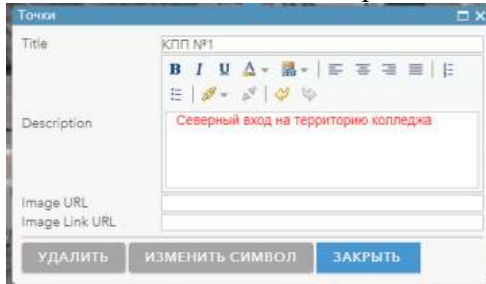 Точки
Title КПП №1
B I U A
Description Северный вход на территорию колледжа
Image URL
Image Link URL
УДАЛИТЬ ИЗМЕНИТЬ СИМВОЛ ЗАКРЫТЬ